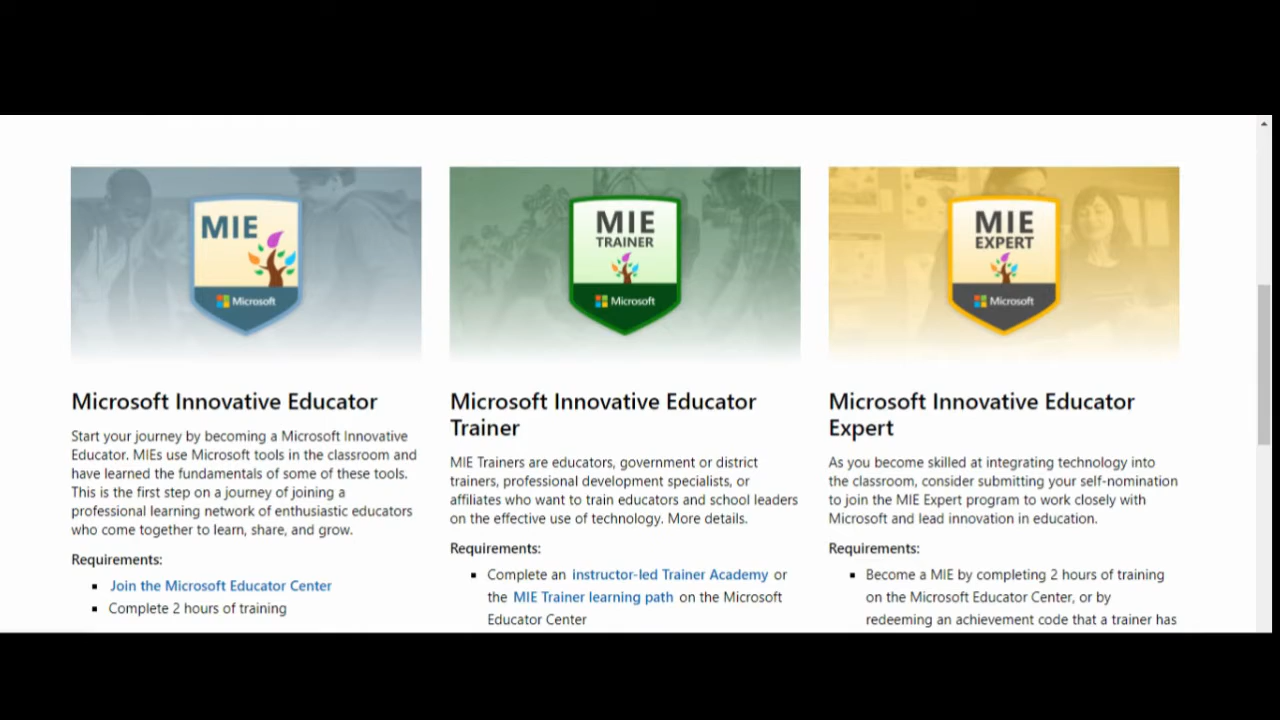 MIE
Microsoft
MIE
TRAINER
Microsoft
MIE
EXPERT
Microsoft
Microsoft Innovative Educator
Start your journey by becoming a Microsoft Innovative
Educator. MIEs use Microsoft tools in the classroom and
have learned the fundamentals of some of these tools.
This is the first step on a journey of joining a
professional learning network of enthusiastic educators
who come together to learn, share, and grow.
Requirements:
Join the Microsoft Educator Center
Complete 2 hours of training
Microsoft Innovative Educator
Trainer
MIE Trainers are educators, government or district
trainers, professional development specialists, or
affiliates who want to train educators and school leaders
on the effective use of technology. More details.
Requirements:
Complete an instructor-led Trainer Academy or
the MIE Trainer learning path on the Microsoft
Educator Center
Microsoft Innovative Educator
Expert
As you become skilled at integrating technology into
the classroom, consider submitting your self-nomination
to join the MIE Expert program to work closely with
Microsoft and lead innovation in education.
Requirements:
Become a MIE by completing 2 hours of training
on the Microsoft Educator Center, or by
redeeming an achievement code that a trainer has